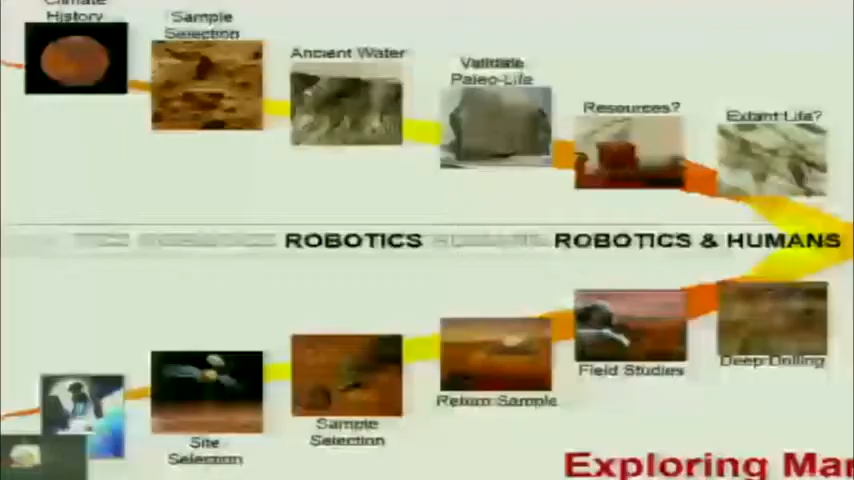 Climate
History
Sample
Selection
Ancient Water
Validate
Paleo-Life
Resources?
Extant Life?
ROBOTICS
HUMANS
ROBOTICS & HUMANS
Site
Selection
Sample
Selection
Return Sample
Field Studies
Deep Drilling
Exploring Mar